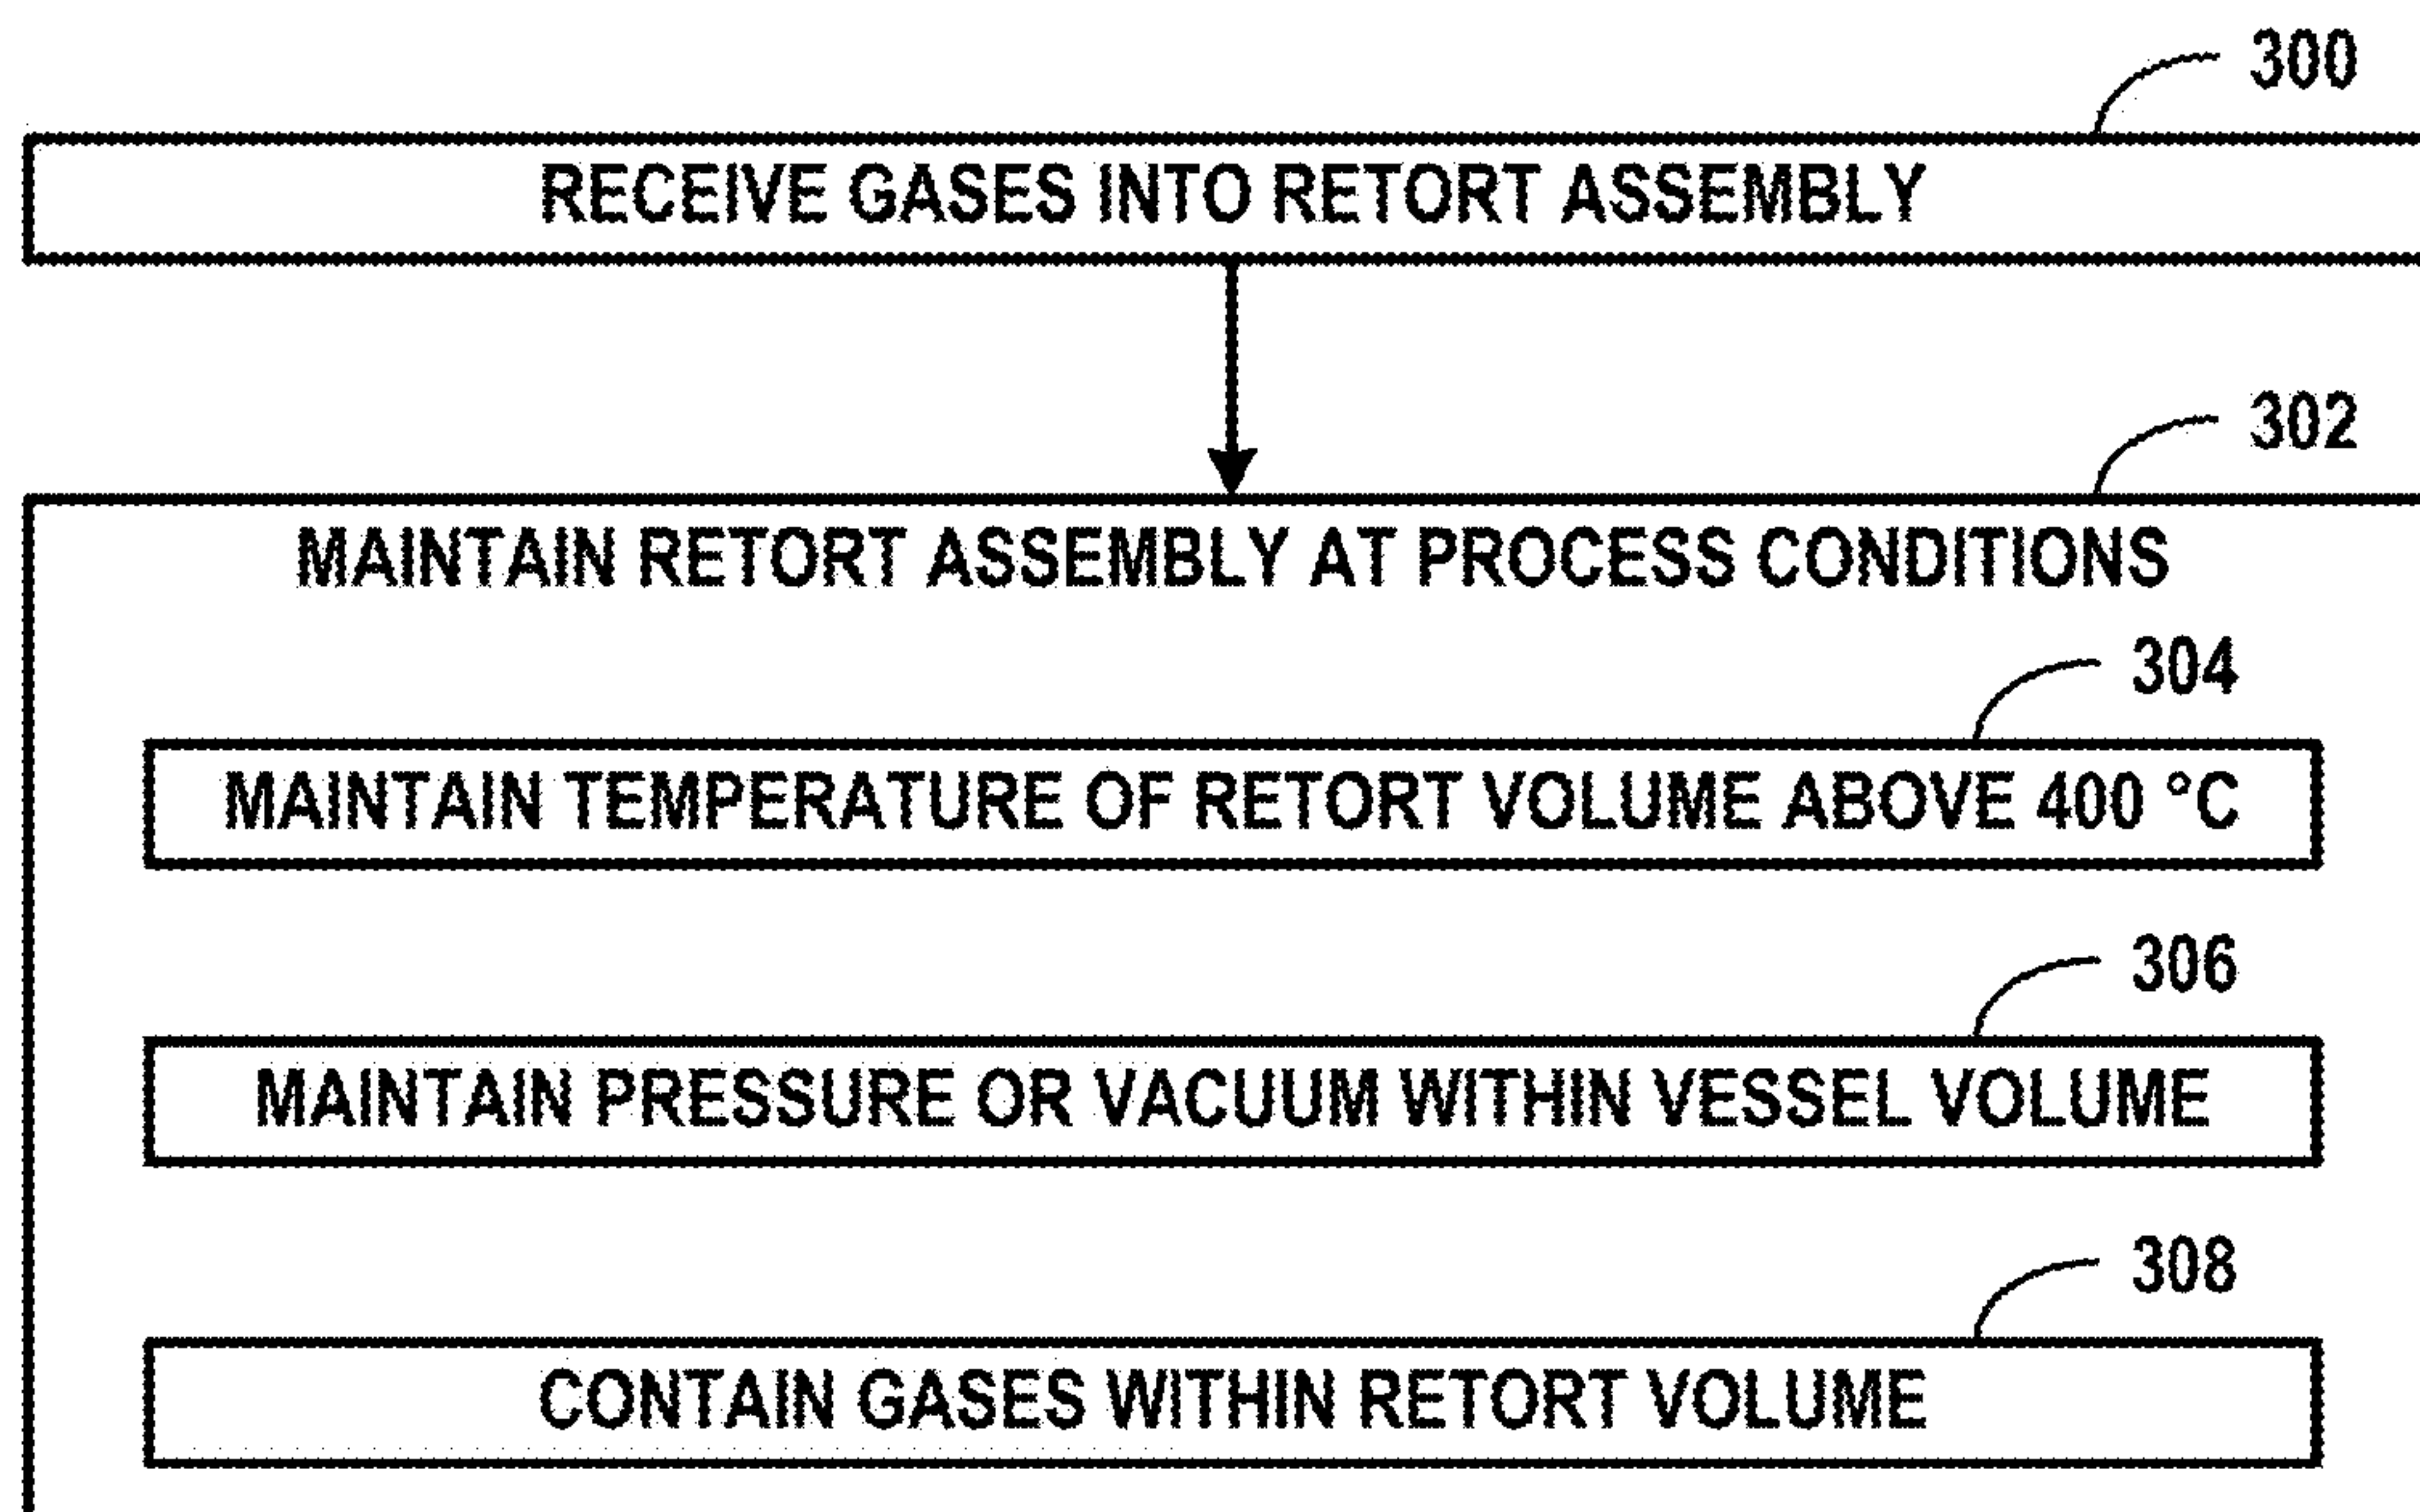 300
RECEIVE GASES INTO RETORT ASSEMBLY
302
MAINTAIN RETORT ASSEMBLY AT PROCESS CONDITIONS
304
MAINTAIN TEMPERATURE OF RETORT VOLUME ABOVE 400 °C
306
MAINTAIN PRESSURE OR VACUUM WITHIN VESSEL VOLUME
308
CONTAIN GASES WITHIN RETORT VOLUME